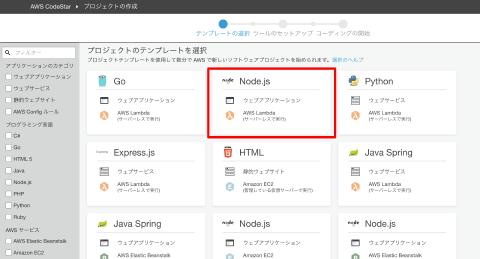 AWS CodeStar ▸ プロジェクトの作成
テンプレートの選択 ツールのセットアップ コーディングの開始
フィルター
アプリケーションのカテゴリ
ウェブアプリケーション
ウェブサービス
静的ウェブサイト
AWS Config ルール
プログラミング言語
C#
Go
HTML 5
Java
Node.js
PHP
Python
Ruby
AWS サービス
AWS Elastic Beanstalk
Amazon EC2
プロジェクトのテンプレートを選択
プロジェクトテンプレートを使用して数分で AWS で新しいソフトウェアプロジェクトを始められます。選択のヘルプ
Go
ウェブアプリケーション
AWS Lambda
(サーバーレスで実行)
node
Node.js
ウェブアプリケーション
AWS Lambda
(サーバーレスで実行)
Python
ウェブサービス
AWS Lambda
(サーバーレスで実行)
Express.js
ウェブサービス
AWS Lambda
(サーバーレスで実行)
HTML
静的ウェブサイト
Amazon EC2
(管理している仮想サーバーで実行)
Java Spring
ウェブサービス
AWS Lambda
(サーバーレスで実行)
Java Spring
ウェブアプリケーション
AWS Elastic Beanstalk
node
Node.js
ウェブアプリケーション
Amazon EC2
node
Node.js
ウェブアプリケーション
AWS Elastic Beanstalk